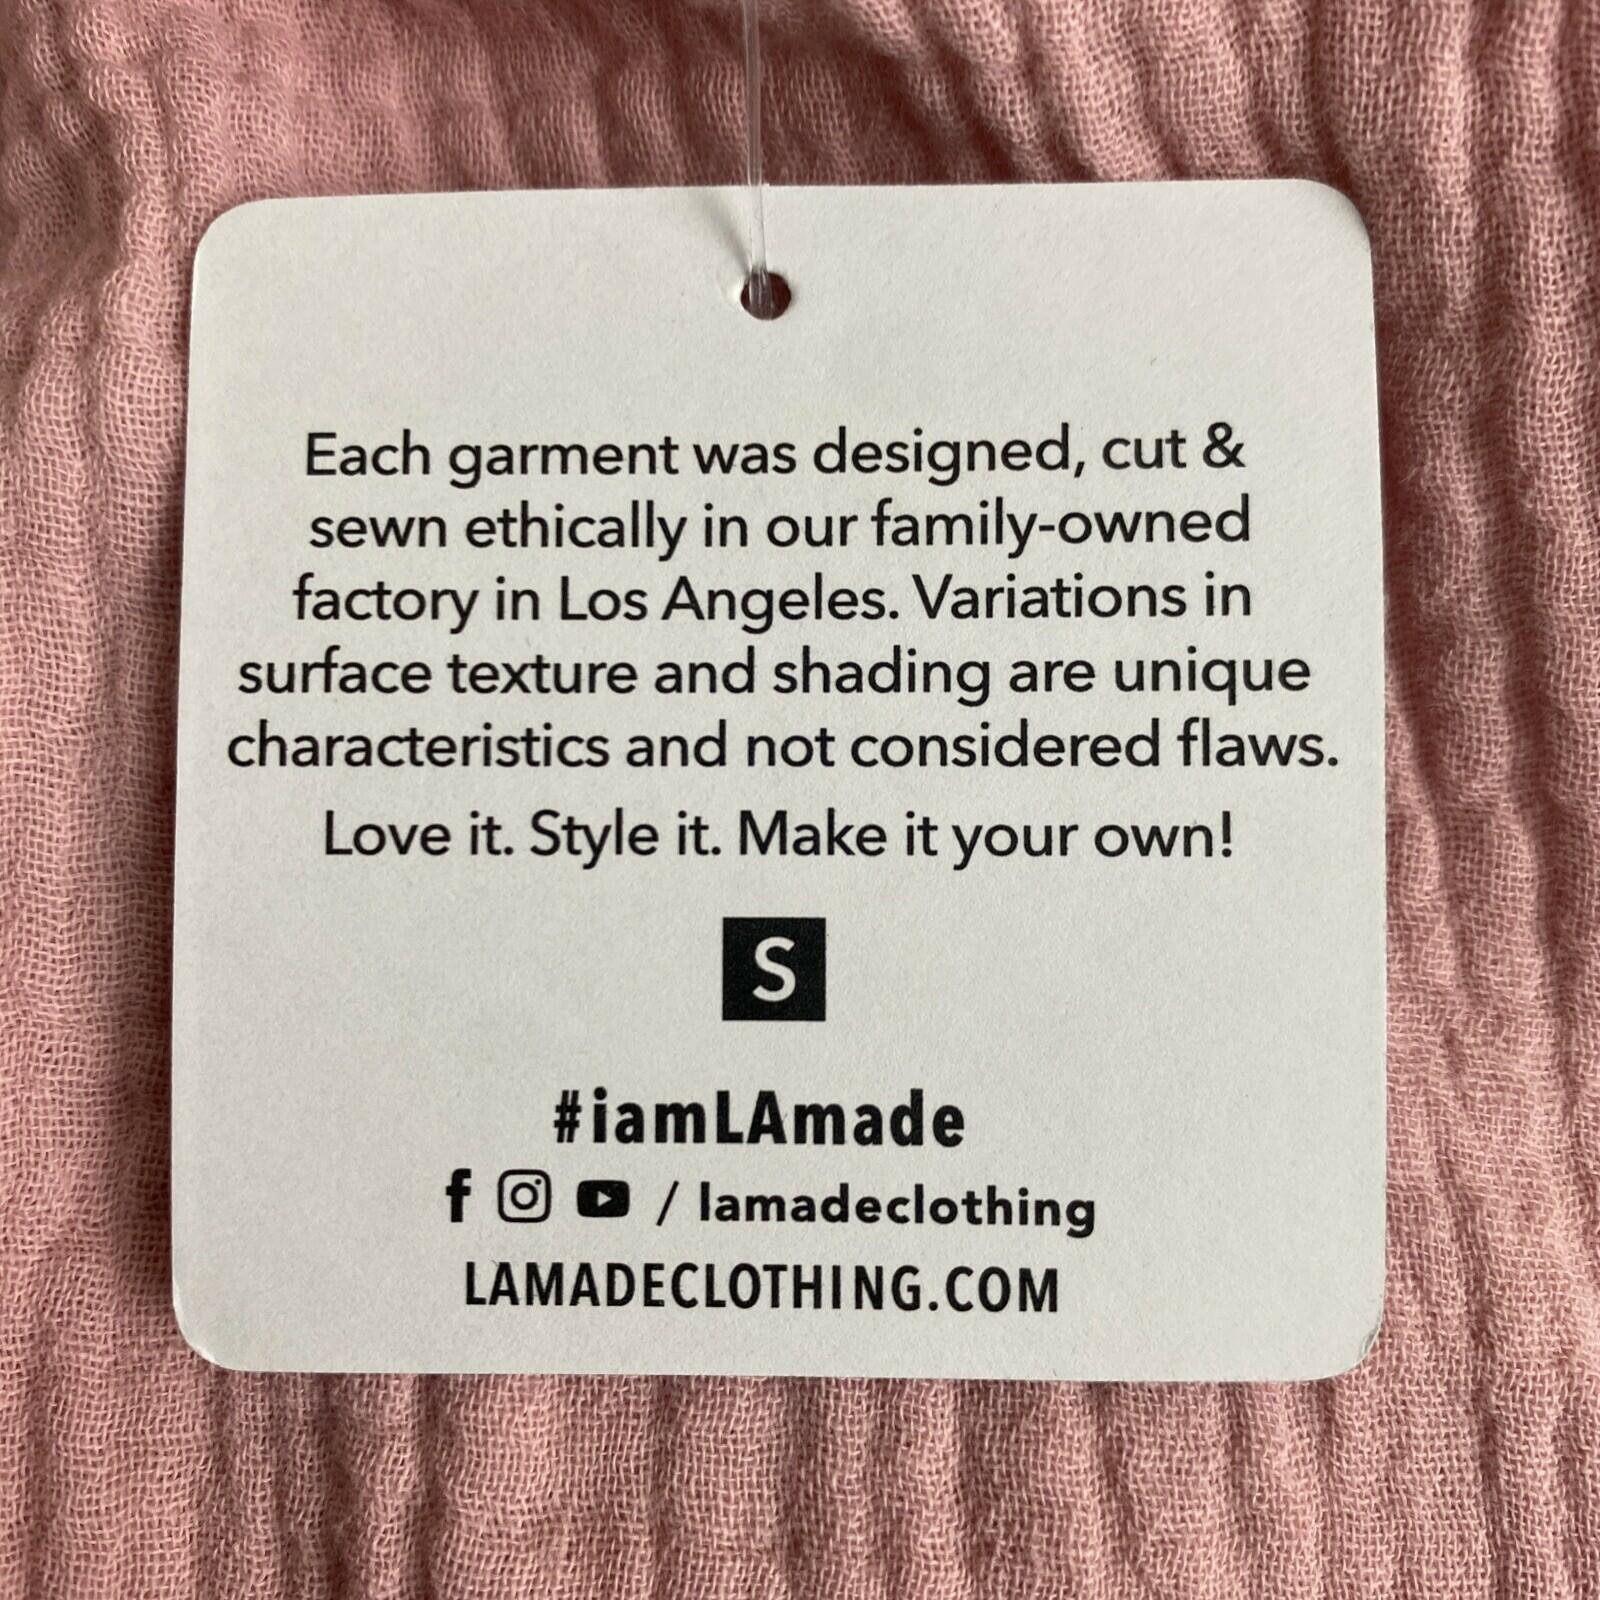 Each garment was designed, cut &
sewn ethically in our family-owned
factory in Los Angeles. Variations in
surface texture and shading are unique
characteristics and not considered flaws.
Love it. Style it. Make it your own!
S
#iamLAmade
f / lamadeclothing
LAMADECLOTHING.COM